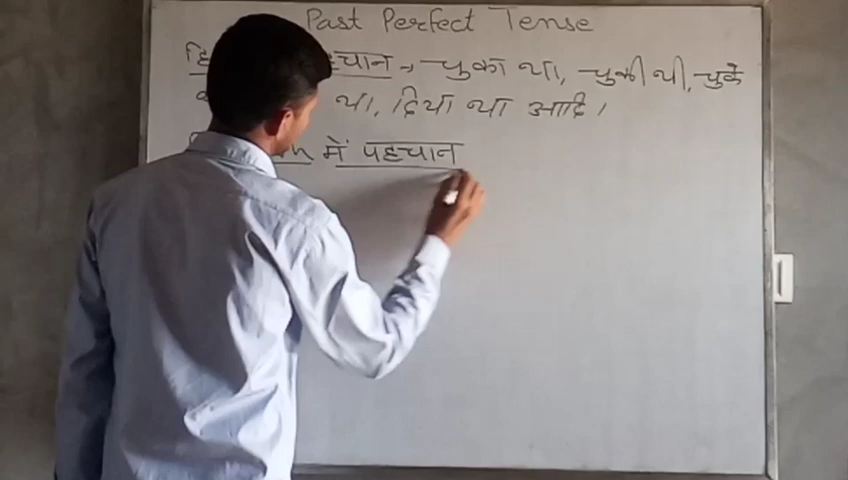 Past Perfect Tense
पहचान → चुका था, चुकी थी, चुके
था, दिया था आदि।
में पहचान